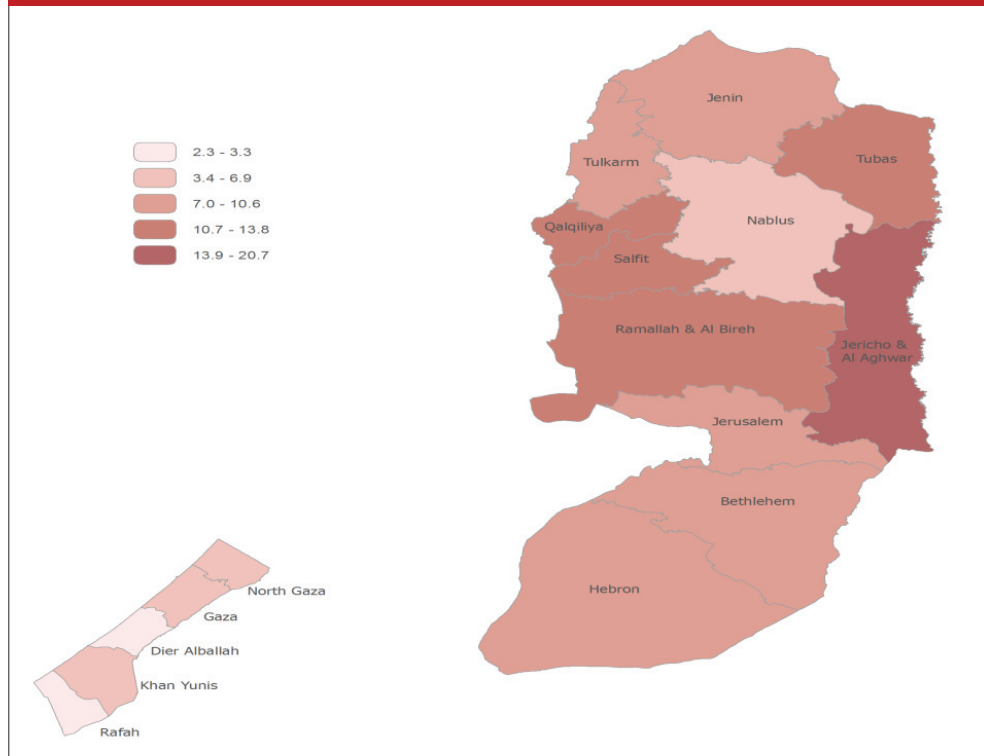 Jenin
2.3 - 3.3
3.4 - 6.9
7.0 - 10.6
10.7 - 13.8
13.9 - 20.7
Tulkarm
Tubas
Qalqiliya
Nablus
Salfit
Ramallah & Al Bireh
Jericho &
Al Aghwar
Jerusalem
Bethlehem
Hebron
North Gaza
Gaza
Dier Alballah
Khan Yunis
Rafah